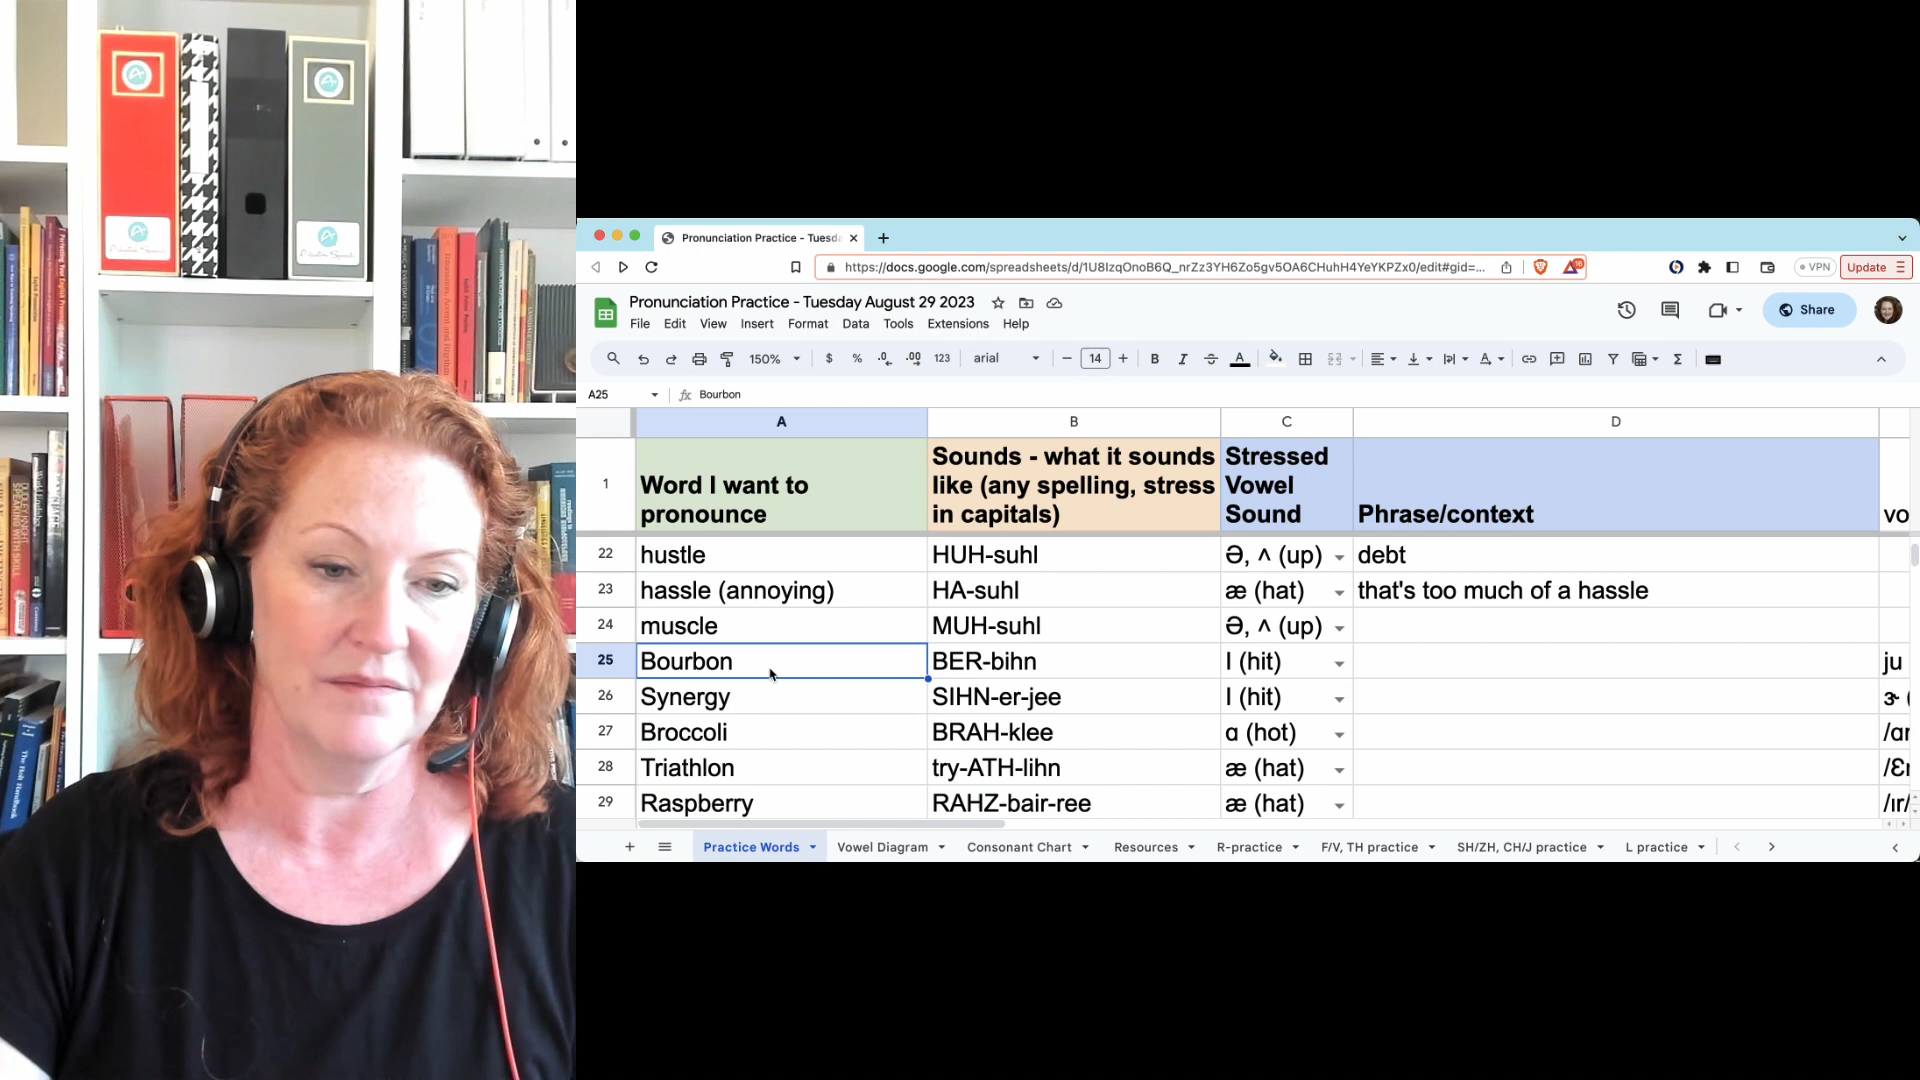 Pronunciation Practice - Tuesd
https://docs.google.com/spreadsheets/d/1U8IzqOnoB6Q_nrZz3YH6Zo5gv5OA6CHuhH4YeYKPZx0/edit#gid=...
VPN
Update
Pronunciation Practice - Tuesday August 29 2023
File Edit View Insert Format Data Tools Extensions Help
Share
150% $ % .0 .00 123 arial 14 B I A
A25 fx Bourbon
A B C D
1 Word I want to pronounce Sounds - what it sounds like (any spelling, stress in capitals) Stressed Vowel Sound Phrase/context vo
22 hustle HUH-suhl Ə, ʌ (up) debt
23 hassle (annoying) HA-suhl æ (hat) that's too much of a hassle
24 muscle MUH-suhl Ə, ʌ (up)
25 Bourbon BER-bihn I (hit) ju
26 Synergy SIHN-er-jee I (hit) ɝ (
27 Broccoli BRAH-klee ɑ (hot) /ɑr
28 Triathlon try-ATH-lihn æ (hat) /Ɛr
29 Raspberry RAHZ-bair-ree æ (hat) /ɪr/
Practice Words Vowel Diagram Consonant Chart Resources R-practice F/V, TH practice SH/ZH, CH/J practice L practice